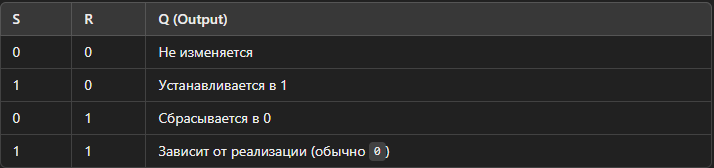 S R Q (Output)
0 0 Не изменяется
1 0 Устанавливается в 1
0 1 Сбрасывается в 0
1 1 Зависит от реализации (обычно 0)